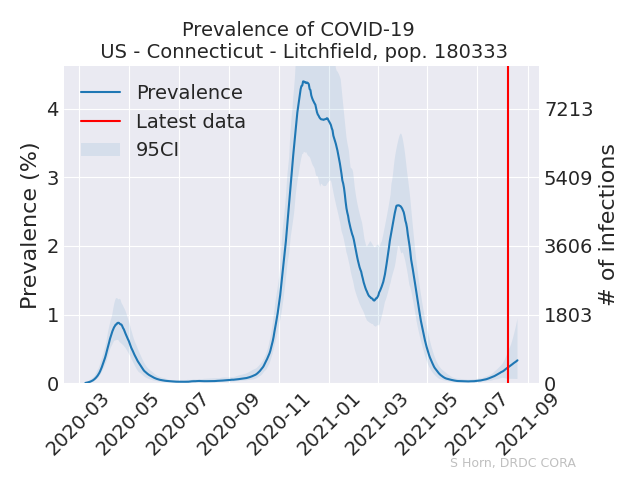 Prevalence of COVID-19
US - Connecticut - Litchfield, pop. 180333
Prevalence
Latest data
95CI
Prevalence (%)
4
3
2
1
0
7213
5409
3606
1803
0
# of infections
2020-03
2020-05
2020-07
2020-09
2020-11
2021-01
2021-03
2021-05
2021-07
2021-09
S Horn, DRDC CORA